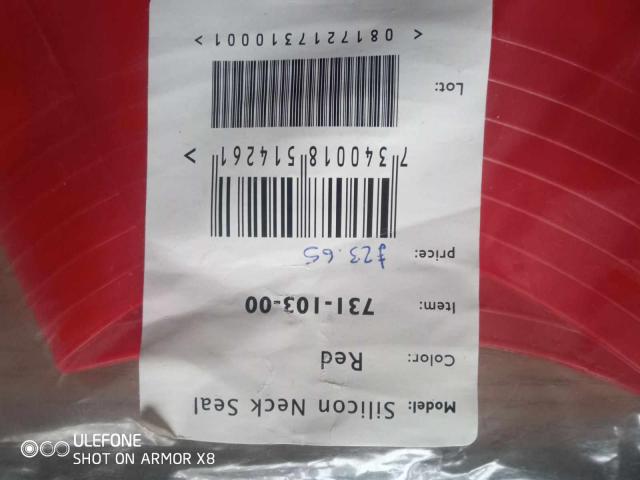 Model: Silicon Neck Seal
Color: Red
Item: 731-103-00
price: £23.65
7 340018 514261 >
Lot:
< 0817217310001 >
ULEFONE
SHOT ON ARMOR X8